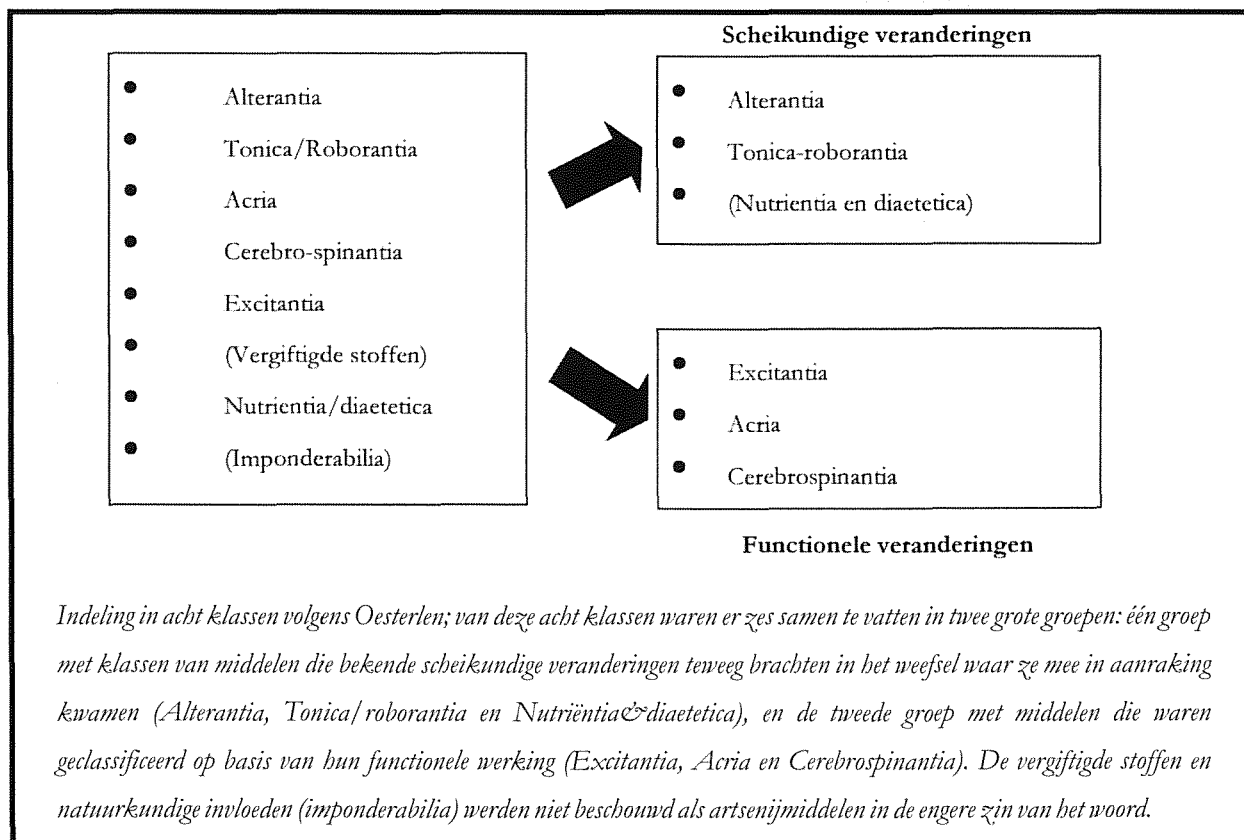 Alterantia
Tonica/Roborantia
Acria
Cerebro-spinantia
Excitantia
(Vergiftigde stoffen)
Nutrientia/diaetetica
(Imponderabilia)
Scheikundige veranderingen
Alterantia
Tonica-roborantia
(Nutrientia en diaetetica)
Excitantia
Acria
Cerebrospinantia
Functionele veranderingen
Indeling in acht klassen volgens Oesterlen; van deze acht klassen waren er zes samen te vatten in twee grote groepen: één groep
met klassen van middelen die bekende scheikundige veranderingen teweeg brachten in het weefsel waar ze mee in aanraking
kwamen (Alterantia, Tonica/roborantia en Nutriëntia&diaetetica), en de tweede groep met middelen die waren
geclassificeerd op basis van hun functionele werking (Excitantia, Acria en Cerebrospinantia). De vergiftigde stoffen en
natuurkundige invloeden (imponderabilia) werden niet beschouwd als artsenijmiddelen in de engere zin van het woord.